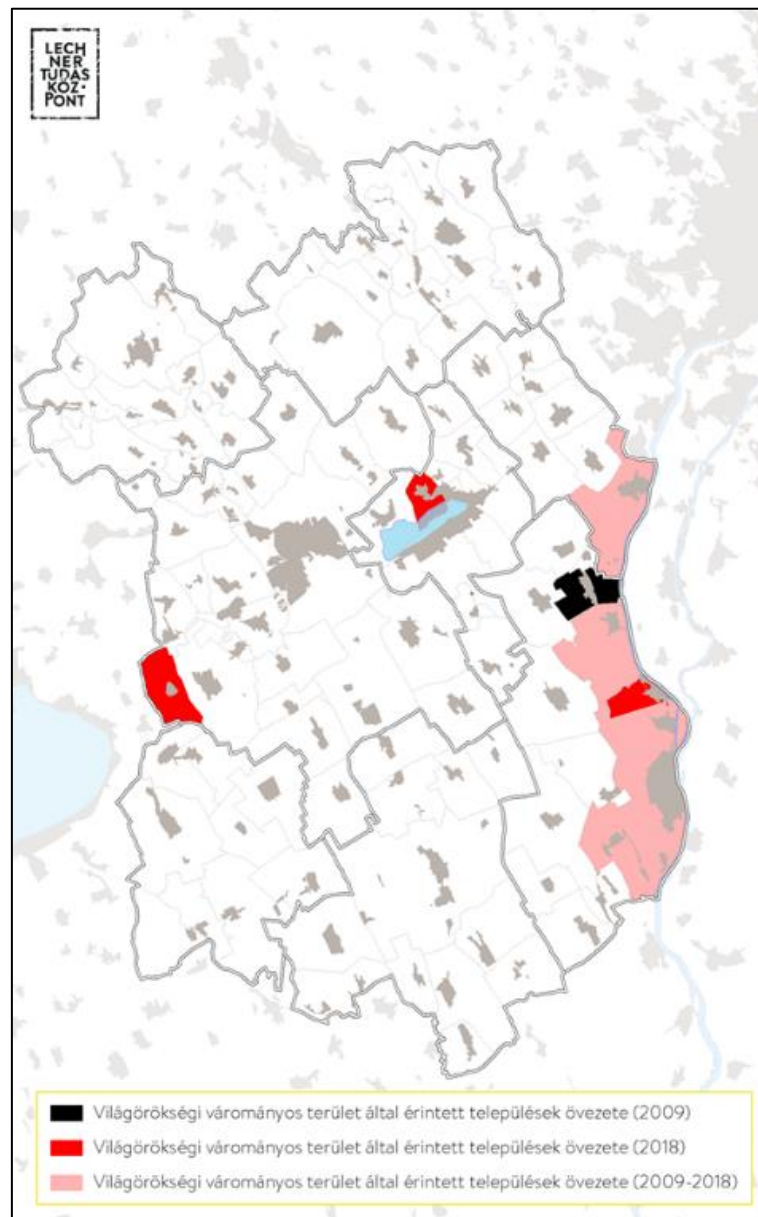 LECH
NER
TUDÁS
KÖZ·
PONT
Világörökségi várományos terület által érintett települések övezete (2009)
Világörökségi várományos terület által érintett települések övezete (2018)
Világörökségi várományos terület által érintett települések övezete (2009-2018)